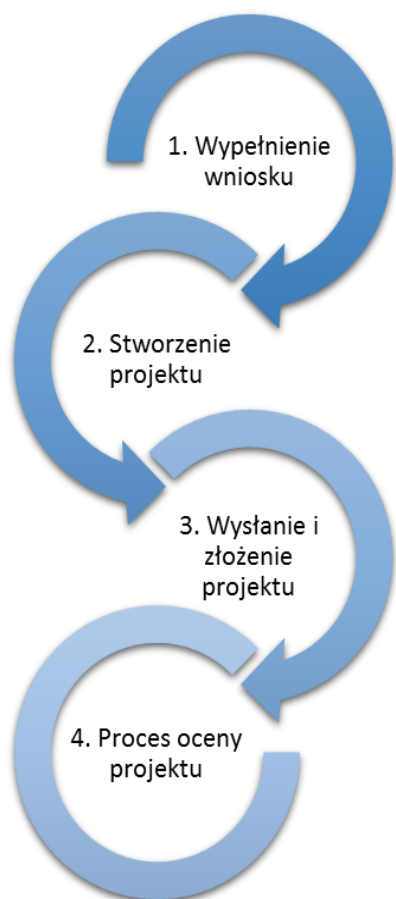 1. Wypełnienie
wniosku
2. Stworzenie
projektu
3. Wysłanie i
złożenie
projektu
4. Proces oceny
projektu